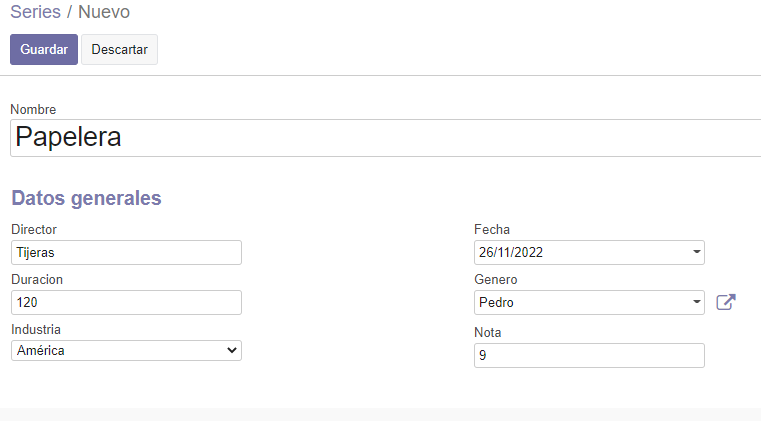 Series / Nuevo
Guardar Descartar
Nombre
Papelera
Datos generales
Director
Tijeras
Duracion
120
Industria
América
Fecha
26/11/2022
Genero
Pedro
Nota
9